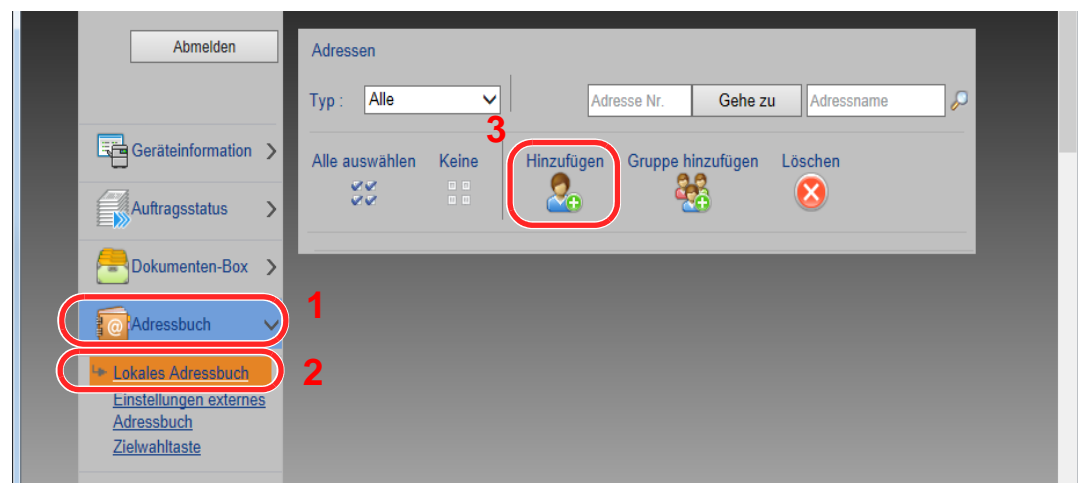 Abmelden
Geräteinformation
Auftragsstatus
Dokumenten-Box
Adressbuch
1
Lokales Adressbuch
2
Einstellungen externes
Adressbuch
Zielwahltaste
Adressen
Typ : Alle Adresse Nr. Gehe zu Adressname
3
Alle auswählen Keine Hinzufügen Gruppe hinzufügen Löschen